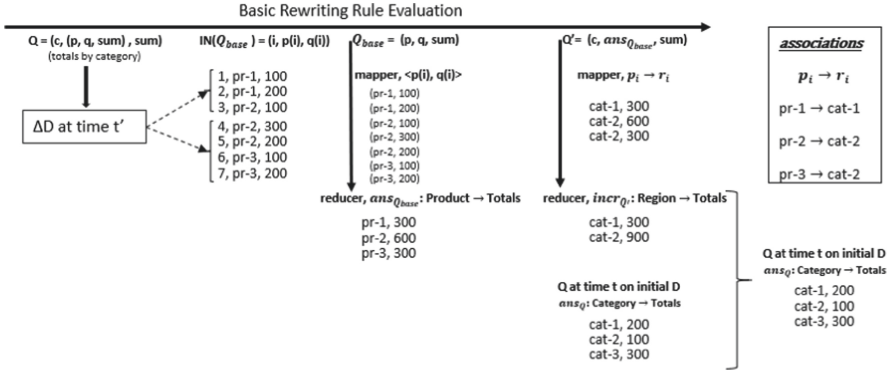 Basic Rewriting Rule Evaluation
Q = (c, (p, q, sum) , sum)
(totals by category)
ΔD at time t′
IN(Q_base ) = (i, p(i), q(i))
1, pr-1, 100
2, pr-1, 200
3, pr-2, 100
4, pr-2, 300
5, pr-2, 200
6, pr-3, 100
7, pr-3, 200
Q_base = (p, q, sum)
mapper, <p(i), q(i)>
(pr-1, 100)
(pr-1, 200)
(pr-2, 100)
(pr-2, 300)
(pr-2, 200)
(pr-3, 100)
(pr-3, 200)
reducer, ans_Q_base: Product → Totals
pr-1, 300
pr-2, 600
pr-3, 300
Q′= (c, ans_Q_base, sum)
mapper, p_i → r_i
cat-1, 300
cat-2, 600
cat-2, 300
reducer, incr_Q′: Region → Totals
cat-1, 300
cat-2, 900
Q at time t on initial D
ans_Q: Category → Totals
cat-1, 200
cat-2, 100
cat-3, 300
associations
p_i → r_i
pr-1 → cat-1
pr-2 → cat-2
pr-3 → cat-2
Q at time t on initial D
ans_Q: Category → Totals
cat-1, 200
cat-2, 100
cat-3, 300